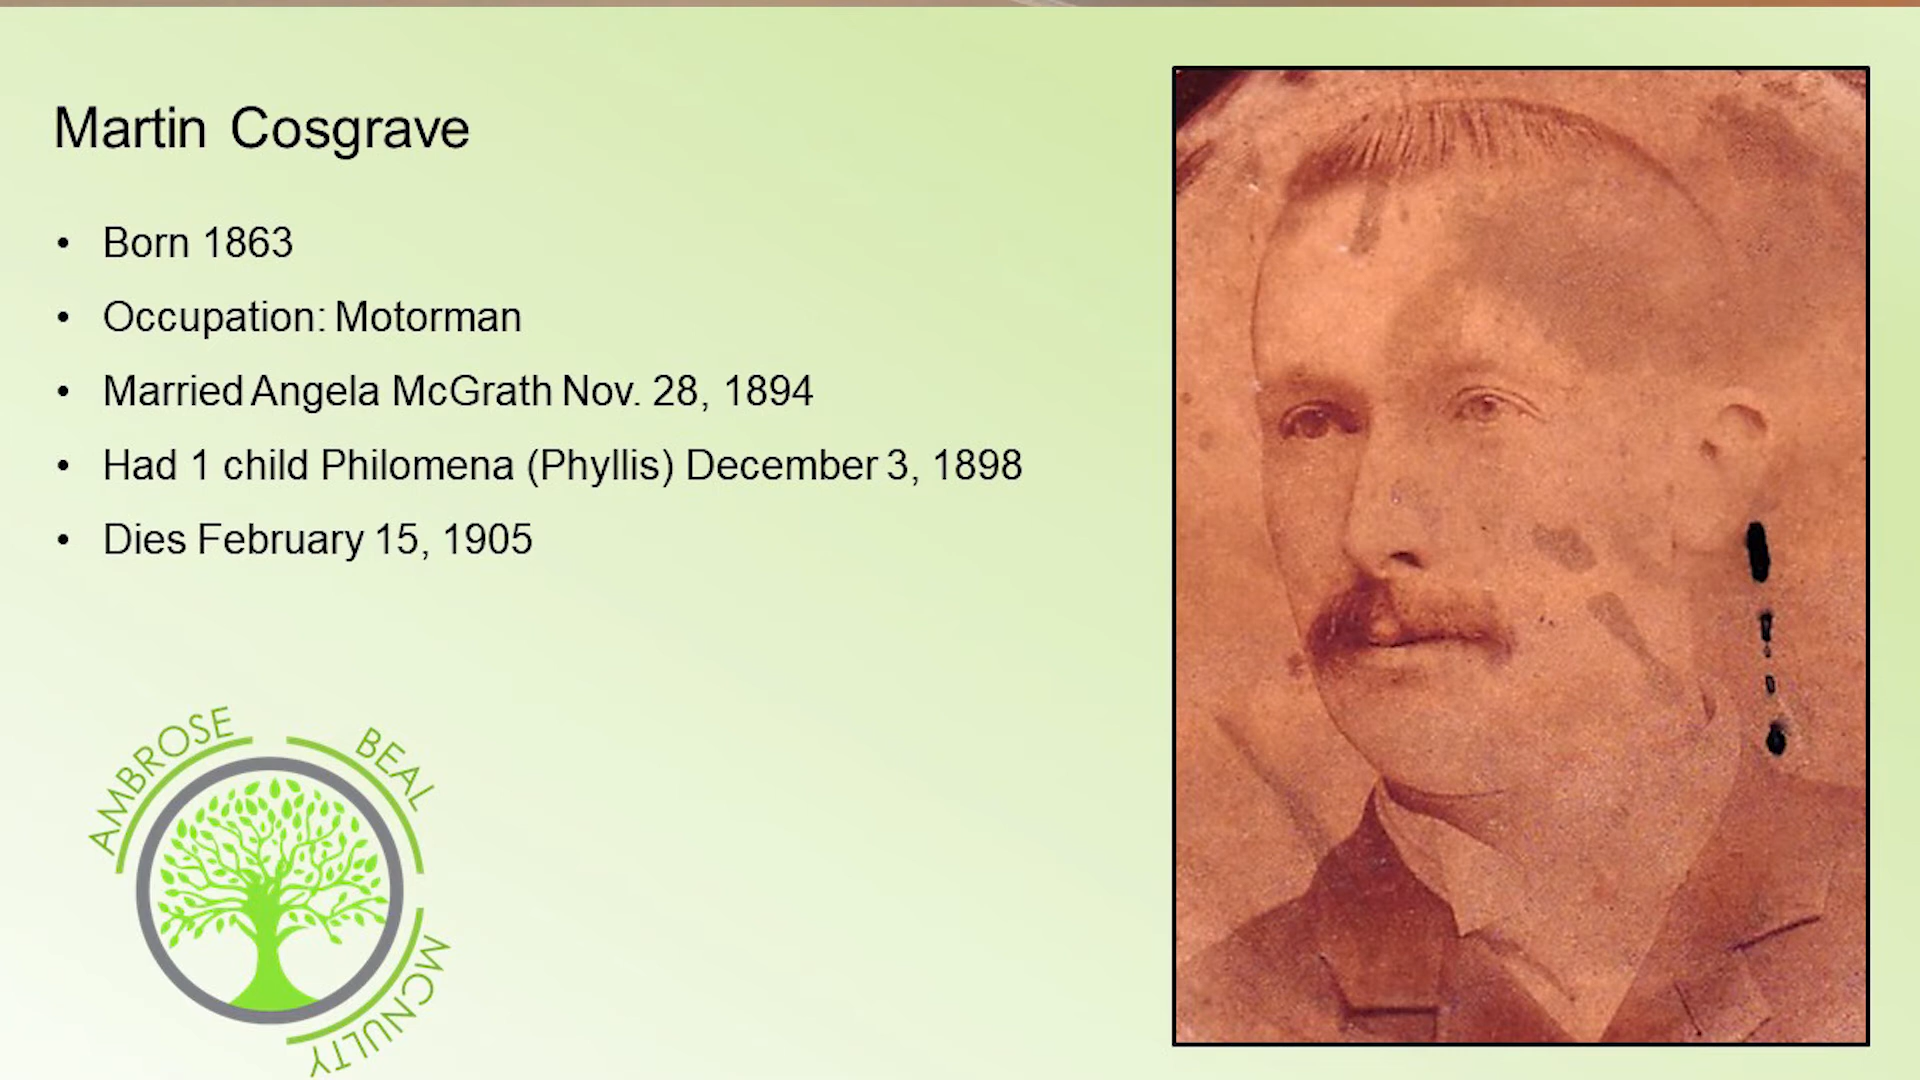 Martin Cosgrave
• Born 1863
• Occupation: Motorman
• Married Angela McGrath Nov. 28, 1894
• Had 1 child Philomena (Phyllis) December 3, 1898
• Dies February 15, 1905
AMBROSE
BEAL
MCNULTY